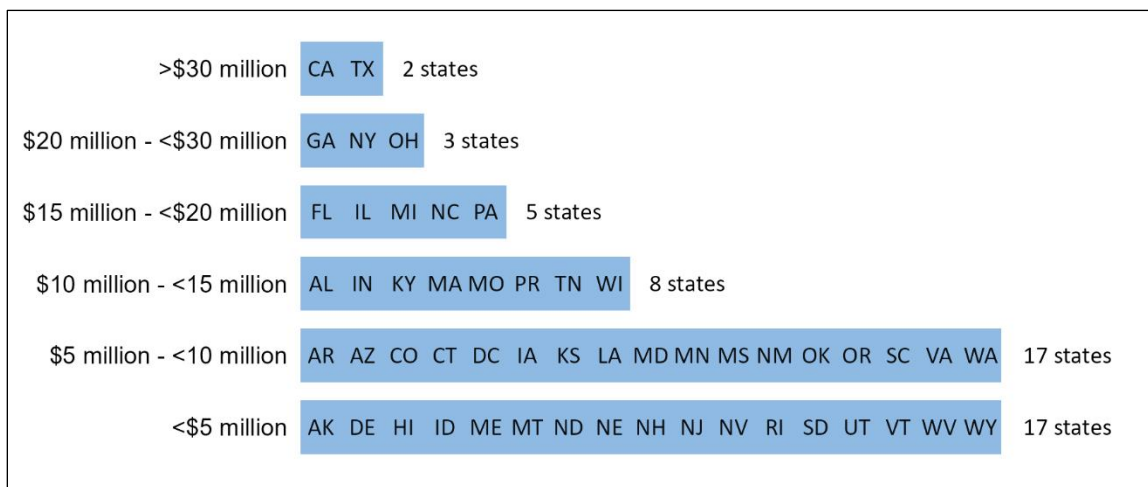 >$30 million CA TX 2 states
$20 million - <$30 million GA NY OH 3 states
$15 million - <$20 million FL IL MI NC PA 5 states
$10 million - <15 million AL IN KY MA MO PR TN WI 8 states
$5 million - <10 million AR AZ CO CT DC IA KS LA MD MN MS NM OK OR SC VA WA 17 states
<$5 million AK DE HI ID ME MT ND NE NH NJ NV RI SD UT VT WV WY 17 states